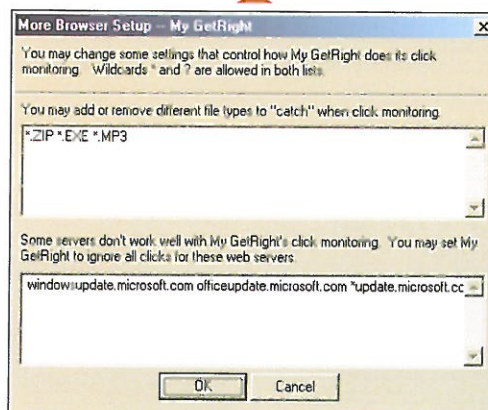 More Browser Setup -- My GetRight
You may change some settings that control how My GetRight does its click
monitoring. Wildcards * and ? are allowed in both lists.
You may add or remove different file types to "catch" when click monitoring.
*.ZIP *.EXE *.MP3
Some servers don't work well with My GetRight's click monitoring. You may set My
GetRight to ignore all clicks for these web servers.
windowsupdate.microsoft.com officeupdate.microsoft.com *update.microsoft.cc
OK
Cancel